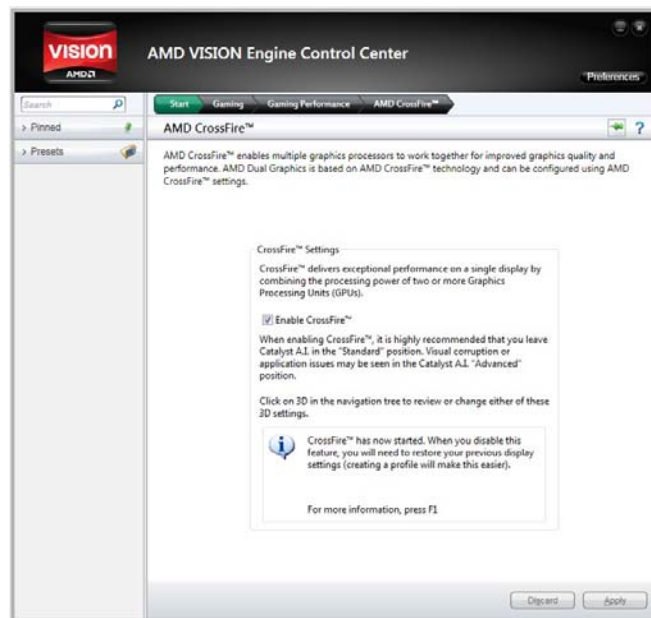 VISION
AMD
AMD VISION Engine Control Center
Preferences
Search
Start Gaming Gaming Performance AMD CrossFire™
> Pinned
AMD CrossFire™
?
> Presets
AMD CrossFire™ enables multiple graphics processors to work together for improved graphics quality and
performance. AMD Dual Graphics is based on AMD CrossFire™ technology and can be configured using AMD
CrossFire™ settings.
CrossFire™ Settings
CrossFire™ delivers exceptional performance on a single display by
combining the processing power of two or more Graphics
Processing Units (GPUs).
Enable CrossFire™
When enabling CrossFire™, it is highly recommended that you leave
Catalyst A.I. in the "Standard" position. Visual corruption or
application issues may be seen in the Catalyst A.I. "Advanced"
position.
Click on 3D in the navigation tree to review or change either of these
3D settings.
CrossFire™ has now started. When you disable this
feature, you will need to restore your previous display
settings (creating a profile will make this easier).
For more information, press F1
Discard
Apply